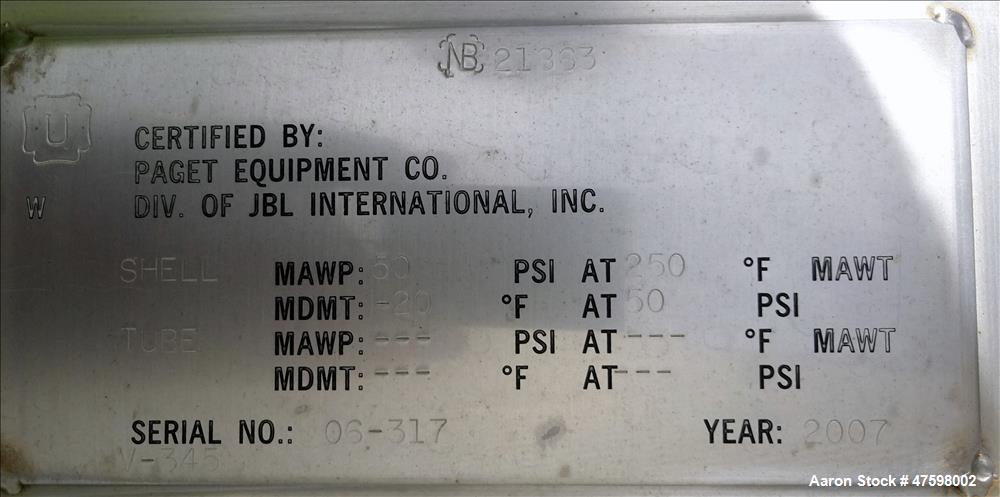 NB 21363
U
CERTIFIED BY:
PAGET EQUIPMENT CO.
W DIV. OF JBL INTERNATIONAL, INC.
SHELL MAWP: 50 PSI AT 250 °F MAWT
MDMT: -20 °F AT 50 PSI
TUBE MAWP: --- PSI AT --- °F MAWT
MDMT: --- °F AT --- PSI
SERIAL NO.: 06-317 YEAR: 2007
V-345
Aaron Stock # 47598002